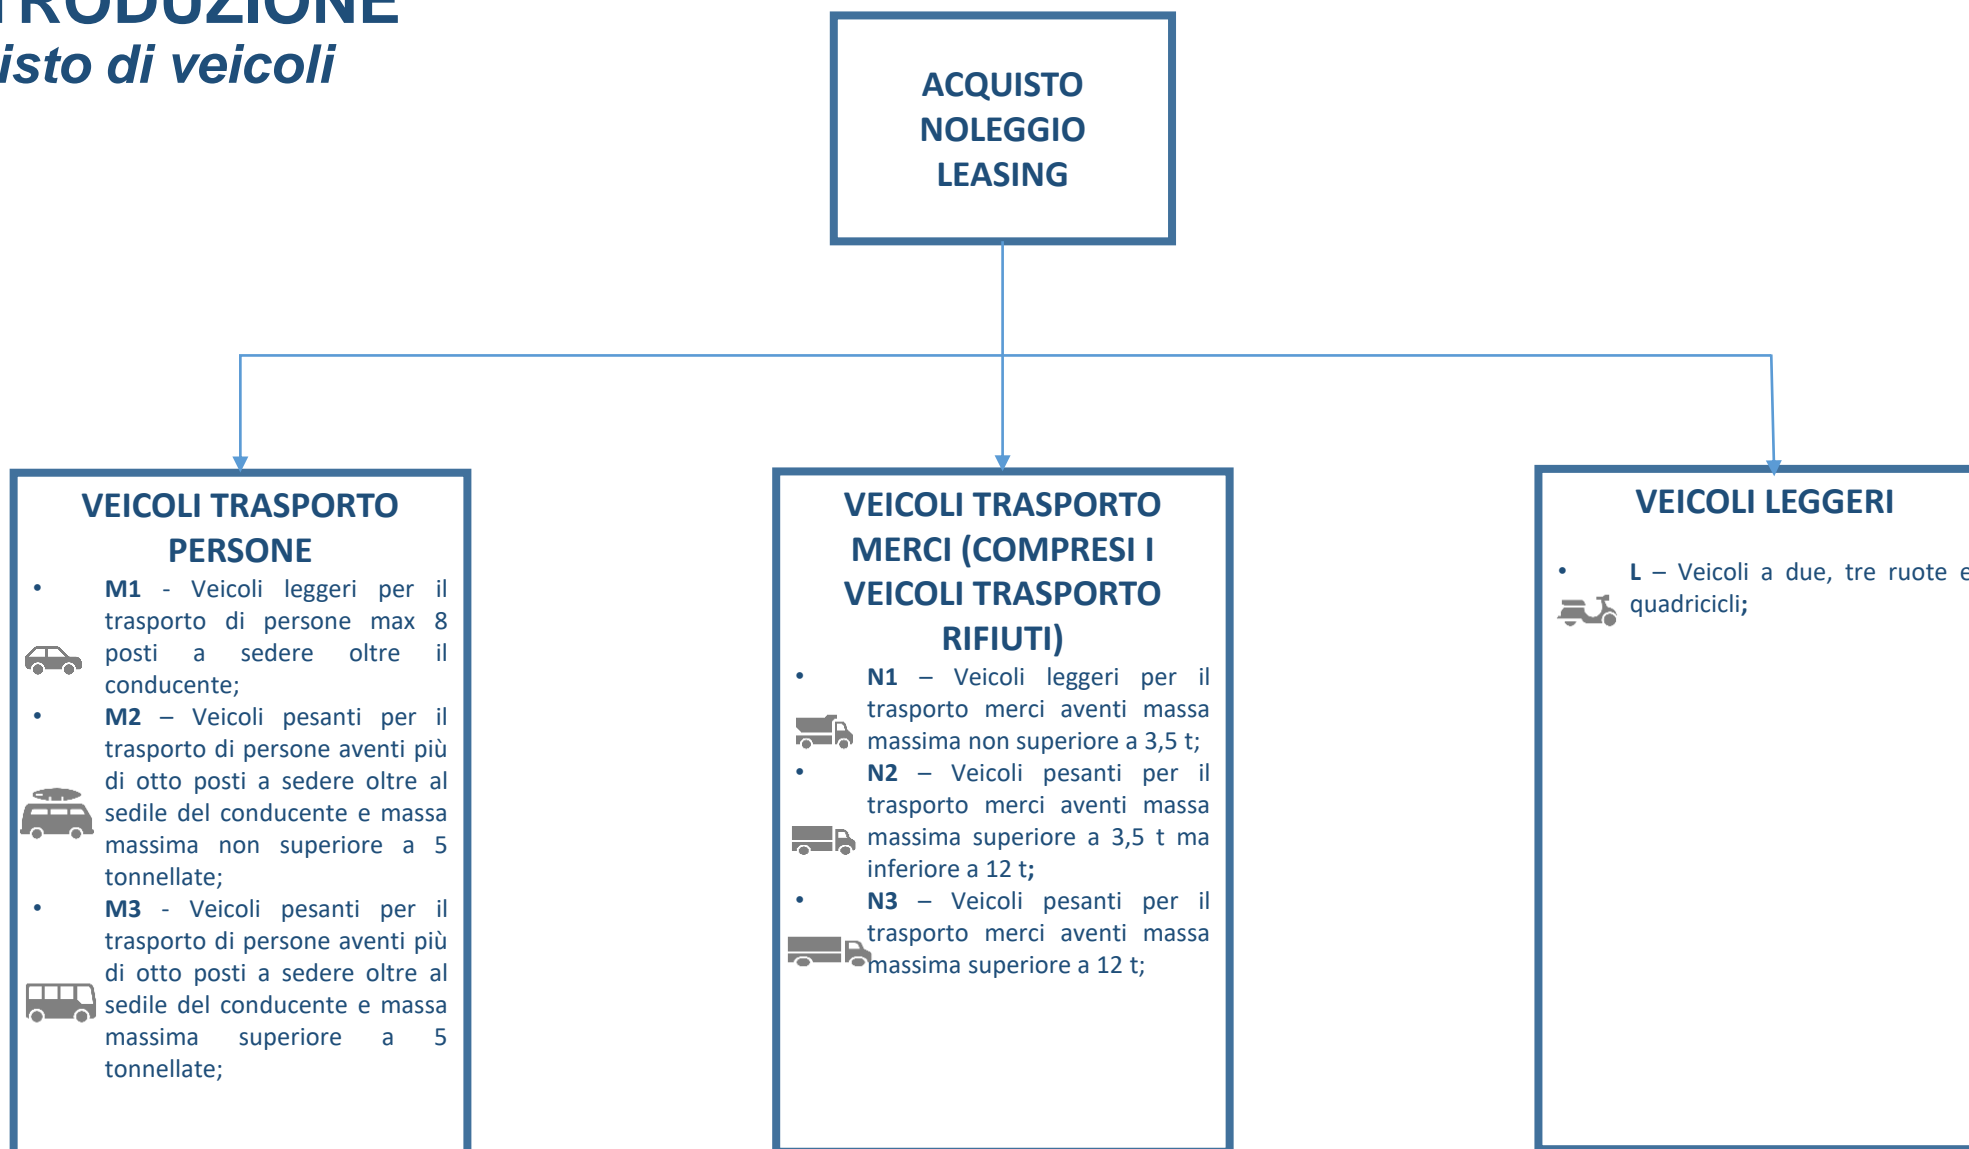 TRODUZIONE
isto di veicoli
ACQUISTO
NOLEGGIO
LEASING
VEICOLI TRASPORTO
PERSONE
• M1 - Veicoli leggeri per il
trasporto di persone max 8
posti a sedere oltre il
conducente;
• M2 – Veicoli pesanti per il
trasporto di persone aventi più
di otto posti a sedere oltre al
sedile del conducente e massa
massima non superiore a 5
tonnellate;
• M3 - Veicoli pesanti per il
trasporto di persone aventi più
di otto posti a sedere oltre al
sedile del conducente e massa
massima superiore a 5
tonnellate;
VEICOLI TRASPORTO
MERCI (COMPRESI I
VEICOLI TRASPORTO
RIFIUTI)
• N1 – Veicoli leggeri per il
trasporto merci aventi massa
massima non superiore a 3,5 t;
• N2 – Veicoli pesanti per il
trasporto merci aventi massa
massima superiore a 3,5 t ma
inferiore a 12 t;
• N3 – Veicoli pesanti per il
trasporto merci aventi massa
massima superiore a 12 t;
VEICOLI LEGGERI
• L – Veicoli a due, tre ruote e
quadricicli;